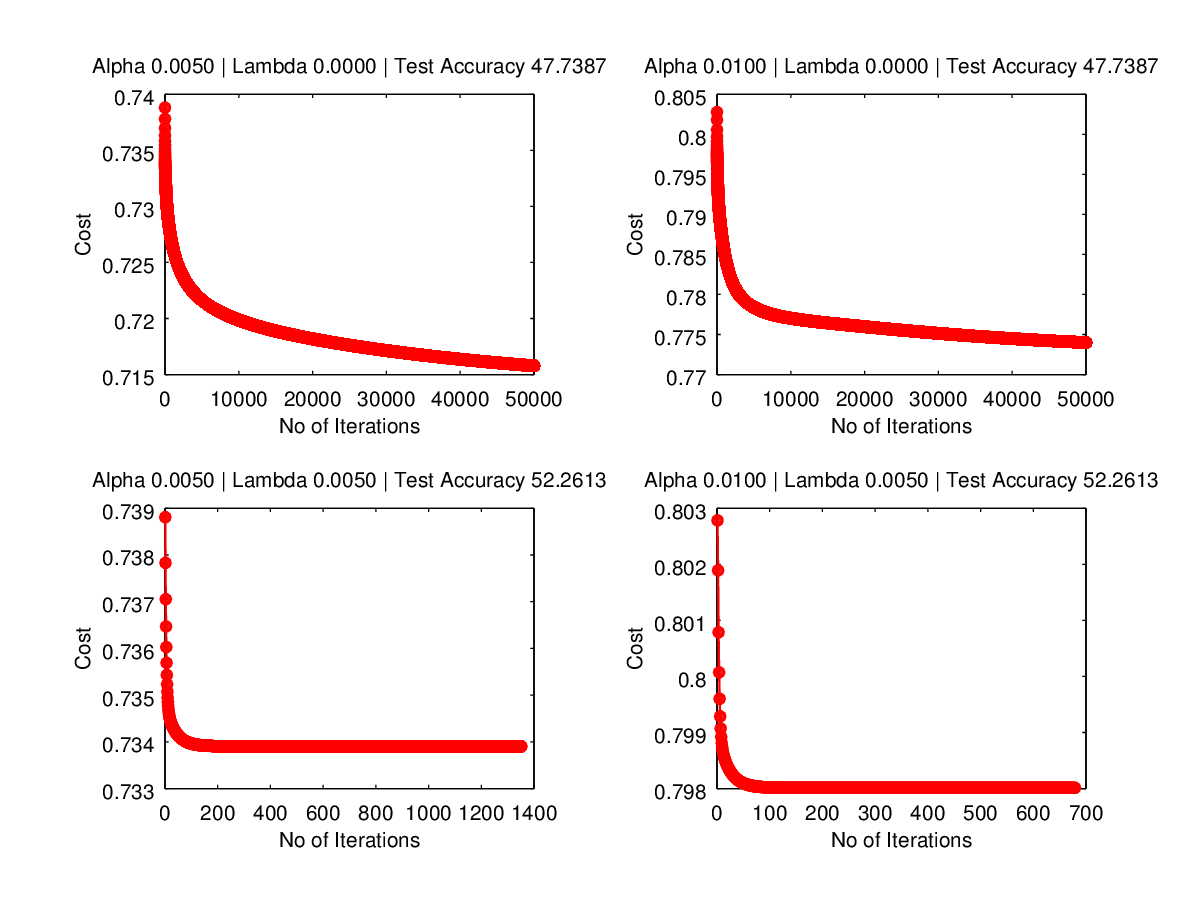 Alpha 0.0050 | Lambda 0.0000 | Test Accuracy 47.7387
0.74
0.735
0.73
0.725
0.72
0.715
Cost
0 10000 20000 30000 40000 50000
No of Iterations
Alpha 0.0100 | Lambda 0.0000 | Test Accuracy 47.7387
0.805
0.8
0.795
0.79
0.785
0.78
0.775
0.77
Cost
0 10000 20000 30000 40000 50000
No of Iterations
Alpha 0.0050 | Lambda 0.0050 | Test Accuracy 52.2613
0.739
0.738
0.737
0.736
0.735
0.734
0.733
Cost
0 200 400 600 800 1000 1200 1400
No of Iterations
Alpha 0.0100 | Lambda 0.0050 | Test Accuracy 52.2613
0.803
0.802
0.801
0.8
0.799
0.798
Cost
0 100 200 300 400 500 600 700
No of Iterations